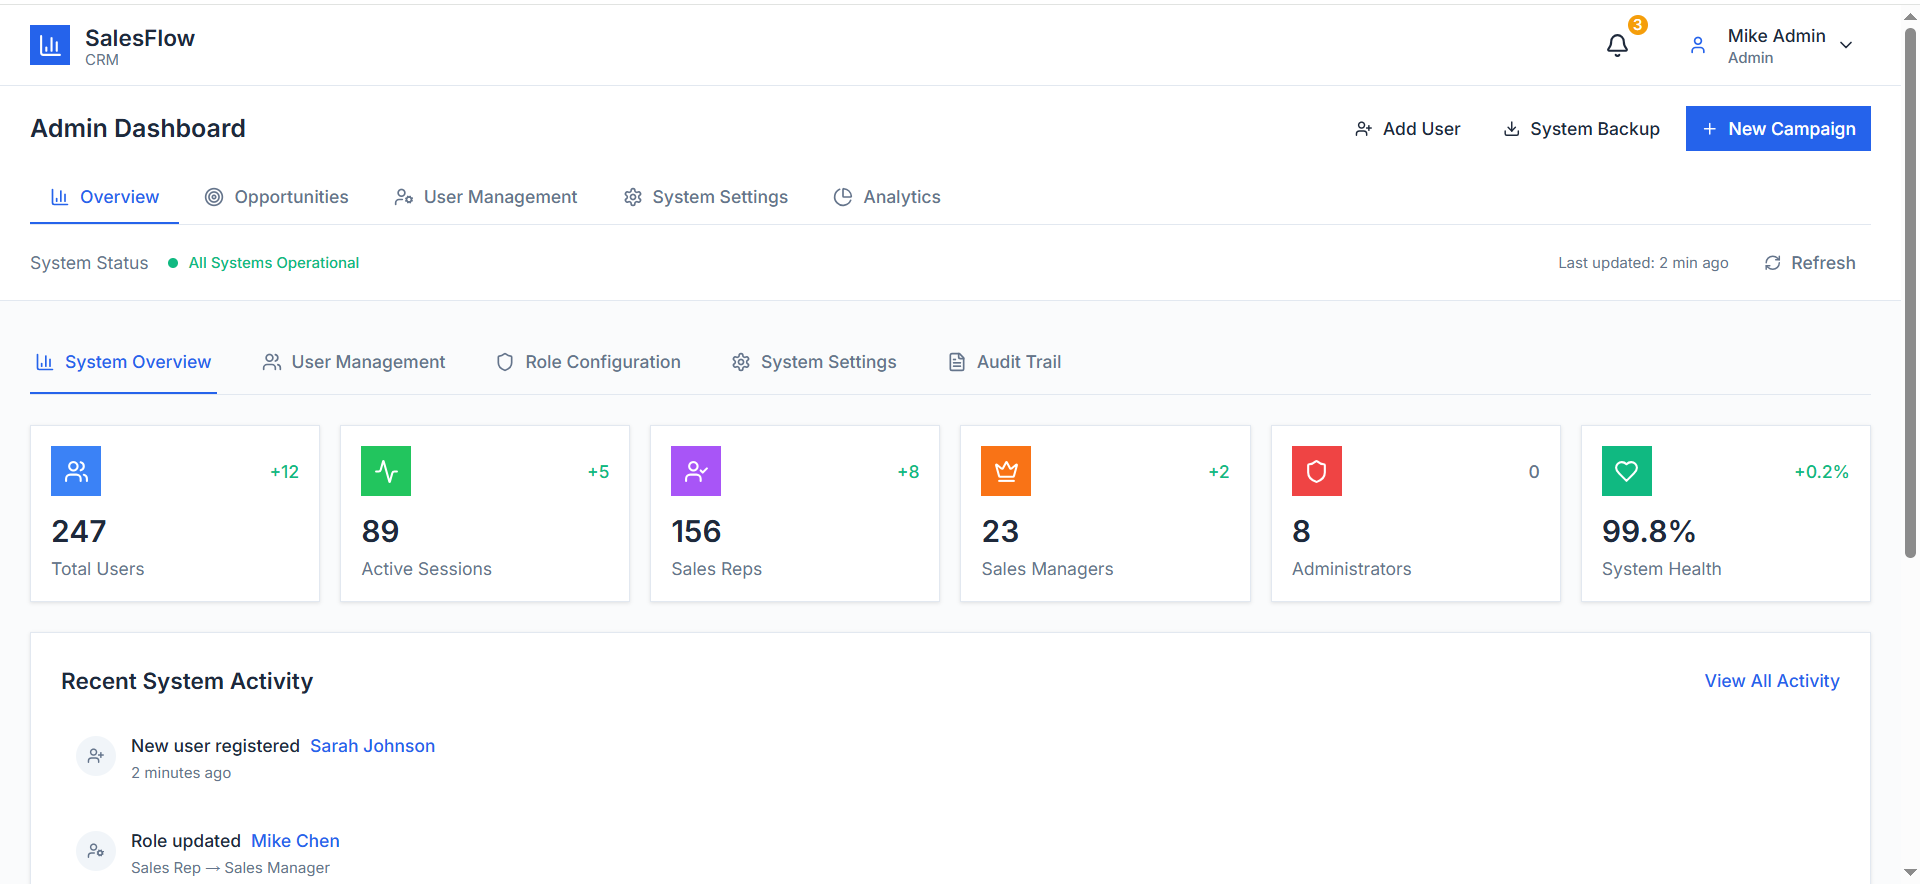 SalesFlow
CRM
3
Mike Admin
Admin
Admin Dashboard
Add User
System Backup
+ New Campaign
Overview
Opportunities
User Management
System Settings
Analytics
System Status
All Systems Operational
Last updated: 2 min ago
Refresh
System Overview
User Management
Role Configuration
System Settings
Audit Trail
+12
247
Total Users
+5
89
Active Sessions
+8
156
Sales Reps
+2
23
Sales Managers
0
8
Administrators
+0.2%
99.8%
System Health
Recent System Activity
View All Activity
New user registered Sarah Johnson
2 minutes ago
Role updated Mike Chen
Sales Rep → Sales Manager